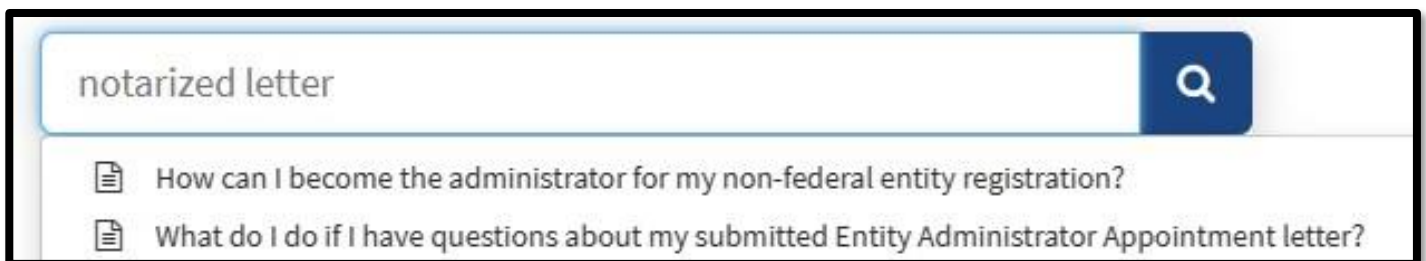 notarized letter
How can I become the administrator for my non-federal entity registration?
What do I do if I have questions about my submitted Entity Administrator Appointment letter?